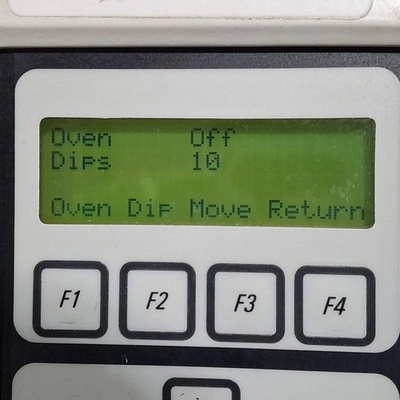 Oven Off
Dips 10
Oven Dip Move Return
F1 F2 F3 F4